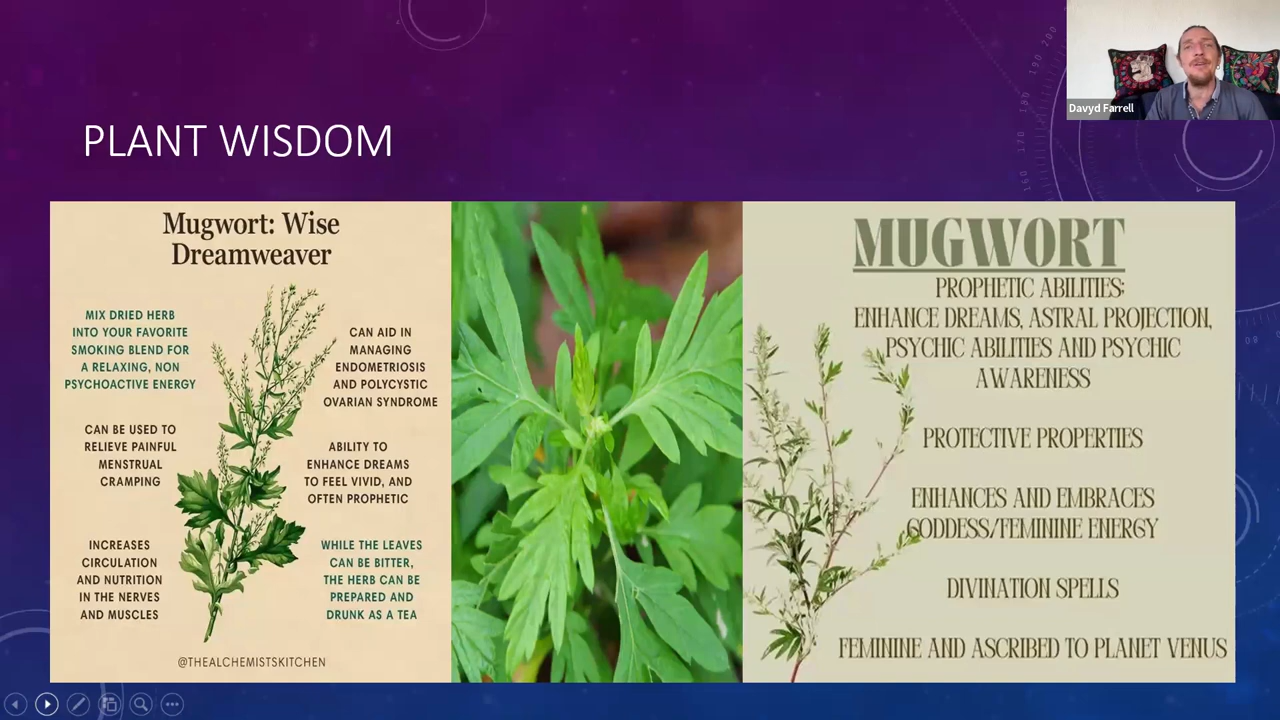 Davyd Farrell
PLANT WISDOM
Mugwort: Wise
Dreamweaver
MIX DRIED HERB
INTO YOUR FAVORITE
SMOKING BLEND FOR
A RELAXING, NON
PSYCHOACTIVE ENERGY
CAN BE USED TO
RELIEVE PAINFUL
MENSTRUAL
CRAMPING
INCREASES
CIRCULATION
AND NUTRITION
IN THE NERVES
AND MUSCLES
CAN AID IN
MANAGING
ENDOMETRIOSIS
AND POLYCYSTIC
OVARIAN SYNDROME
ABILITY TO
ENHANCE DREAMS
TO FEEL VIVID, AND
OFTEN PROPHETIC
WHILE THE LEAVES
CAN BE BITTER,
THE HERB CAN BE
PREPARED AND
DRUNK AS A TEA
@THEALCHEMISTSKITCHEN
MUGWORT
PROPHETIC ABILITIES:
ENHANCE DREAMS, ASTRAL PROJECTION,
PSYCHIC ABILITIES AND PSYCHIC
AWARENESS
PROTECTIVE PROPERTIES
ENHANCES AND EMBRACES
GODDESS/FEMININE ENERGY
DIVINATION SPELLS
FEMININE AND ASCRIBED TO PLANET VENUS
160 170 180 190 200